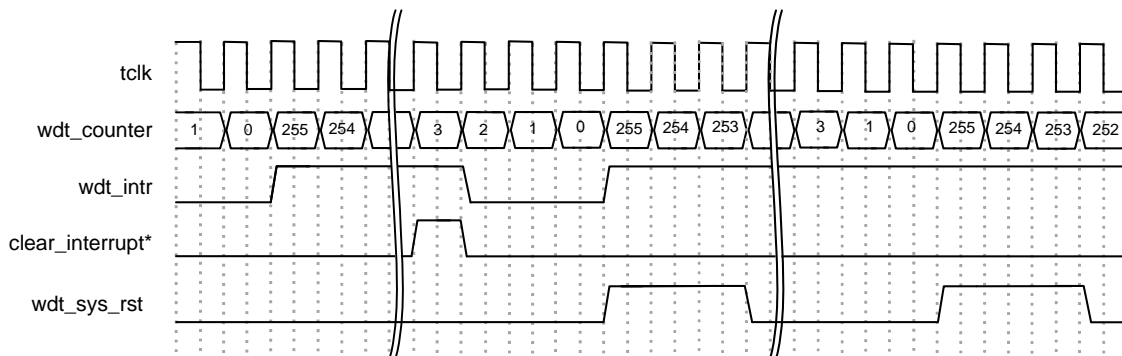 tclk
wdt_counter 1 0 255 254 3 2 1 0 255 254 253 3 1 0 255 254 253 252
wdt_intr
clear_interrupt*
wdt_sys_rst